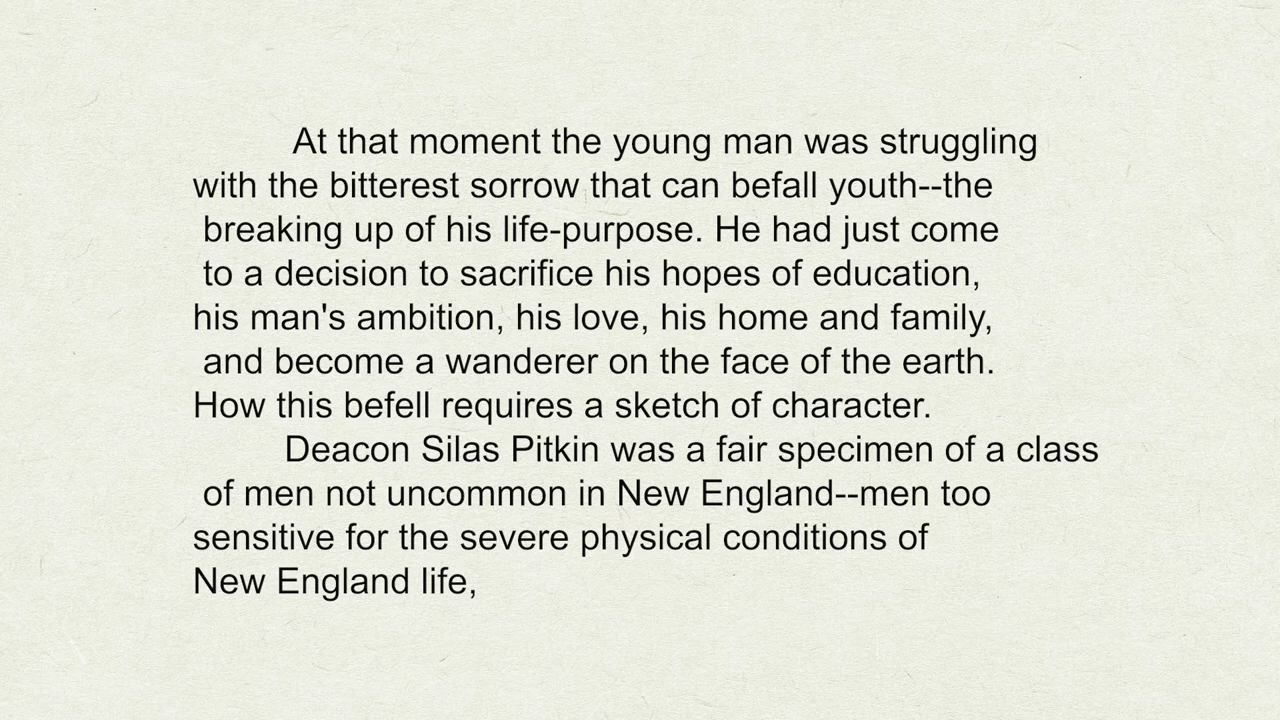 At that moment the young man was struggling
with the bitterest sorrow that can befall youth--the
breaking up of his life-purpose. He had just come
to a decision to sacrifice his hopes of education,
his man's ambition, his love, his home and family,
and become a wanderer on the face of the earth.
How this befell requires a sketch of character.
Deacon Silas Pitkin was a fair specimen of a class
of men not uncommon in New England--men too
sensitive for the severe physical conditions of
New England life,